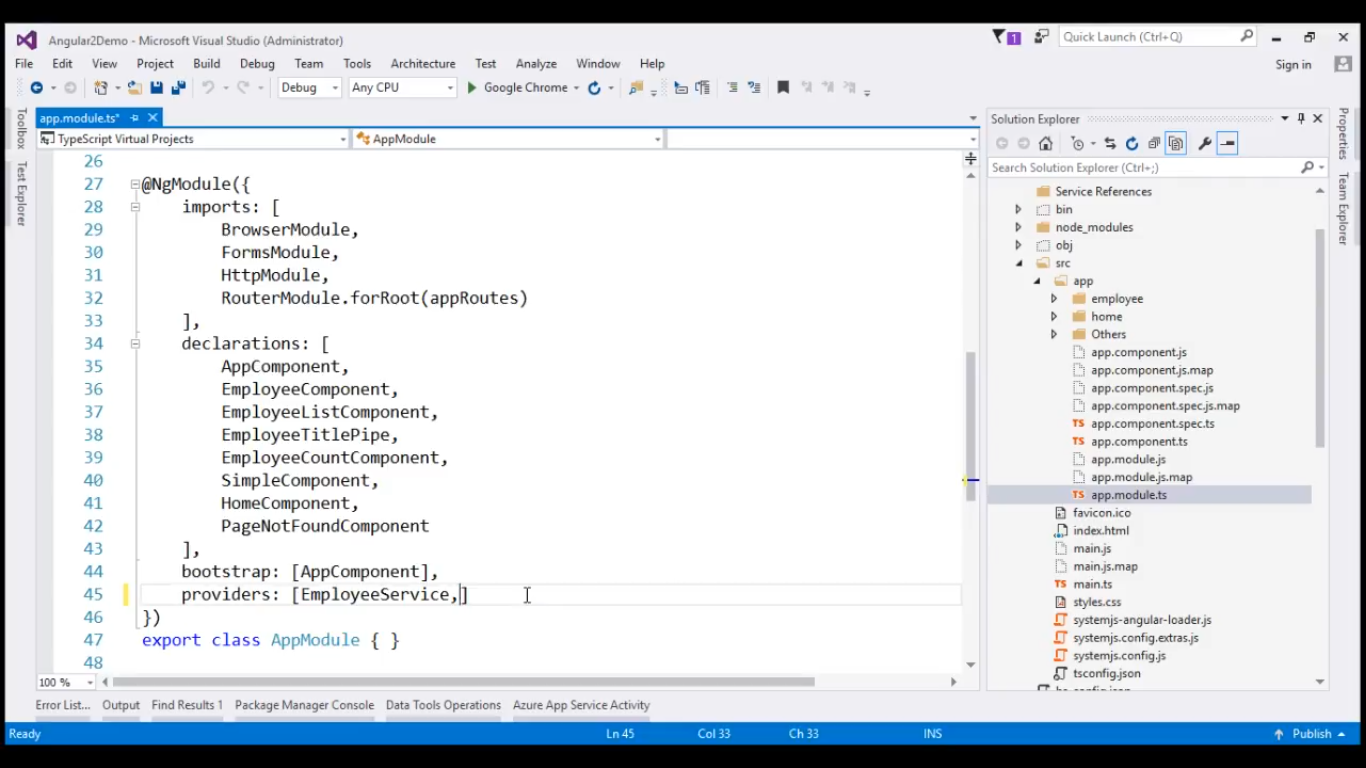 Angular2Demo - Microsoft Visual Studio (Administrator)
1
Quick Launch (Ctrl+Q)
File Edit View Project Build Debug Team Tools Architecture Test Analyze Window Help
Sign in
Debug Any CPU Google Chrome
Toolbox
Test Explorer
app.module.ts*
TypeScript Virtual Projects AppModule
26
27 @NgModule({
28 imports: [
29 BrowserModule,
30 FormsModule,
31 HttpModule,
32 RouterModule.forRoot(appRoutes)
33 ],
34 declarations: [
35 AppComponent,
36 EmployeeComponent,
37 EmployeeListComponent,
38 EmployeeTitlePipe,
39 EmployeeCountComponent,
40 SimpleComponent,
41 HomeComponent,
42 PageNotFoundComponent
43 ],
44 bootstrap: [AppComponent],
45 providers: [EmployeeService,]
46 })
47 export class AppModule { }
48
100 %
Solution Explorer
Search Solution Explorer (Ctrl+;)
Service References
bin
node_modules
obj
src
app
employee
home
Others
app.component.js
app.component.js.map
app.component.spec.js
app.component.spec.js.map
TS app.component.spec.ts
TS app.component.ts
app.module.js
app.module.js.map
TS app.module.ts
favicon.ico
index.html
main.js
main.js.map
TS main.ts
styles.css
systemjs-angular-loader.js
systemjs.config.extras.js
systemjs.config.js
tsconfig.json
Properties
Team Explorer
Error List... Output Find Results 1 Package Manager Console Data Tools Operations Azure App Service Activity
Ready Ln 45 Col 33 Ch 33 INS Publish